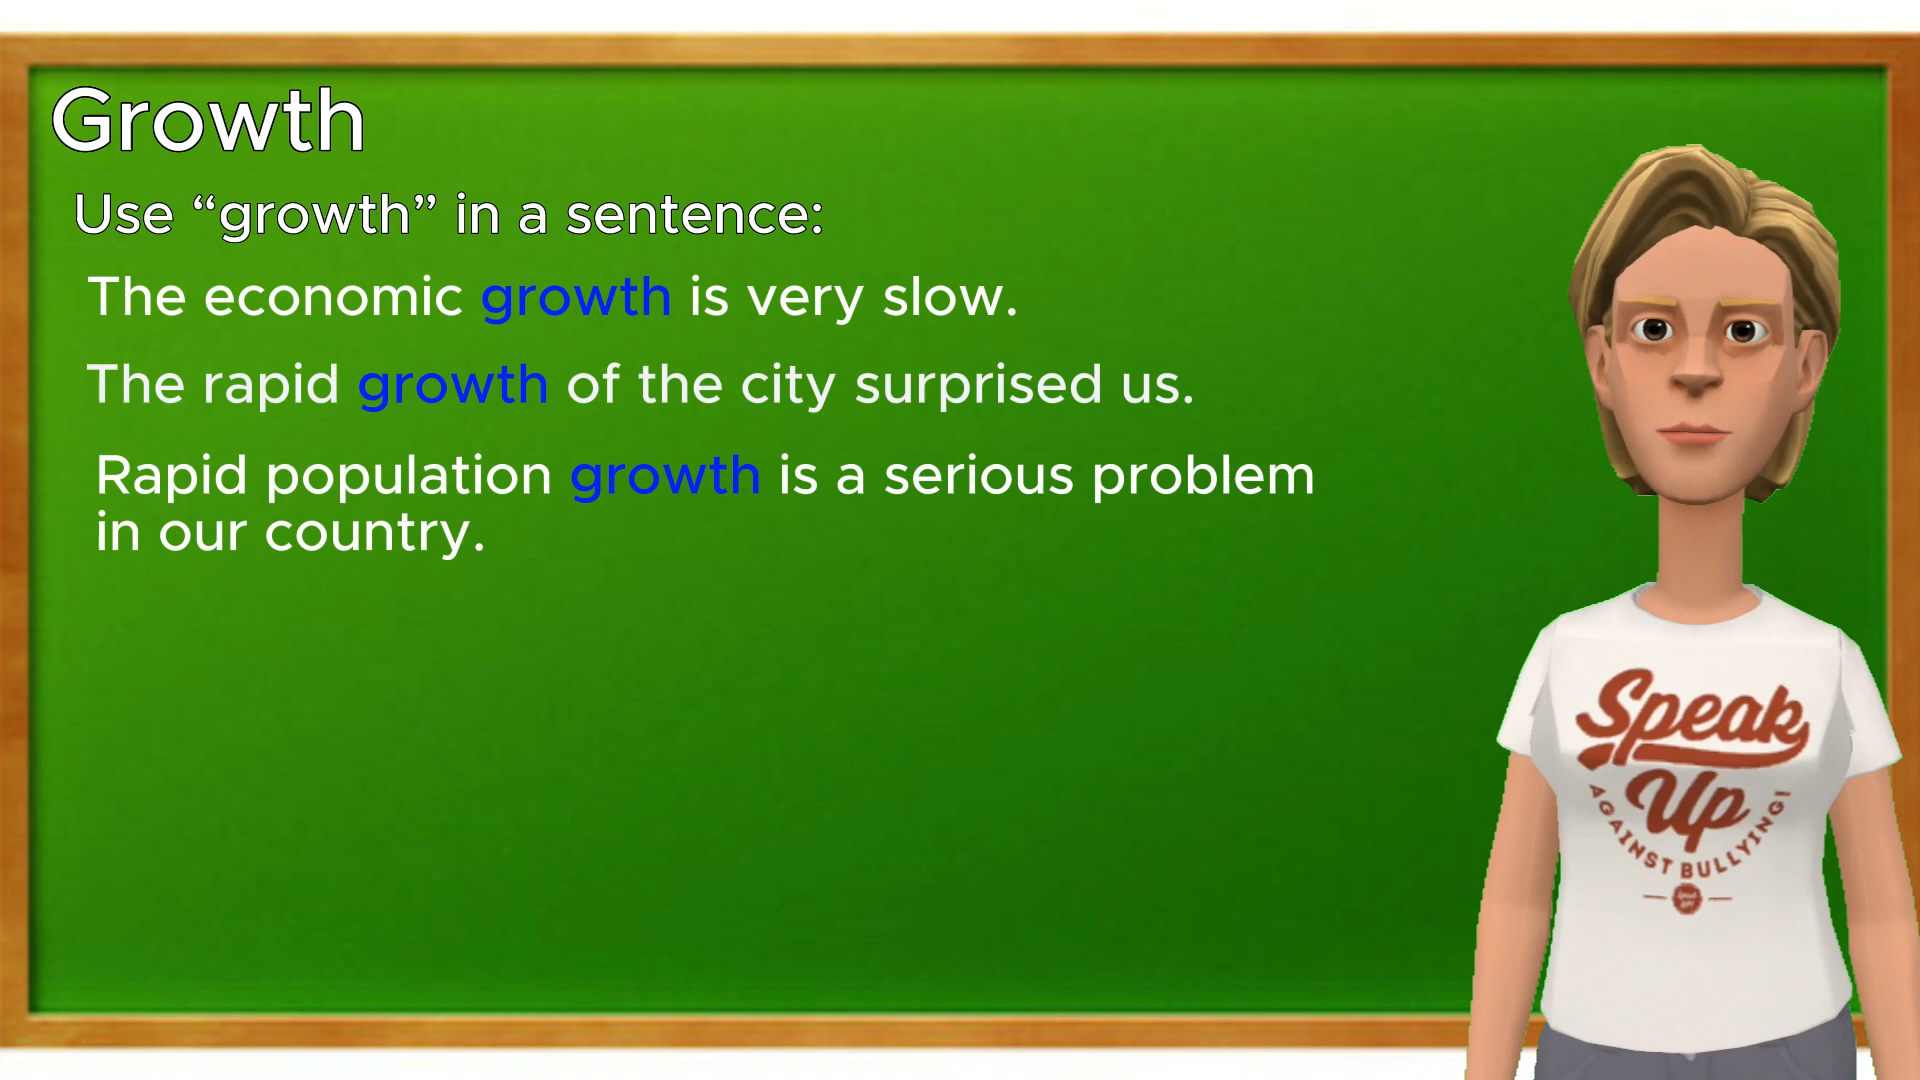 Growth
Use “growth” in a sentence:
The economic growth is very slow.
The rapid growth of the city surprised us.
Rapid population growth is a serious problem
in our country.
Speak
Up
AGAINST BULLYING!